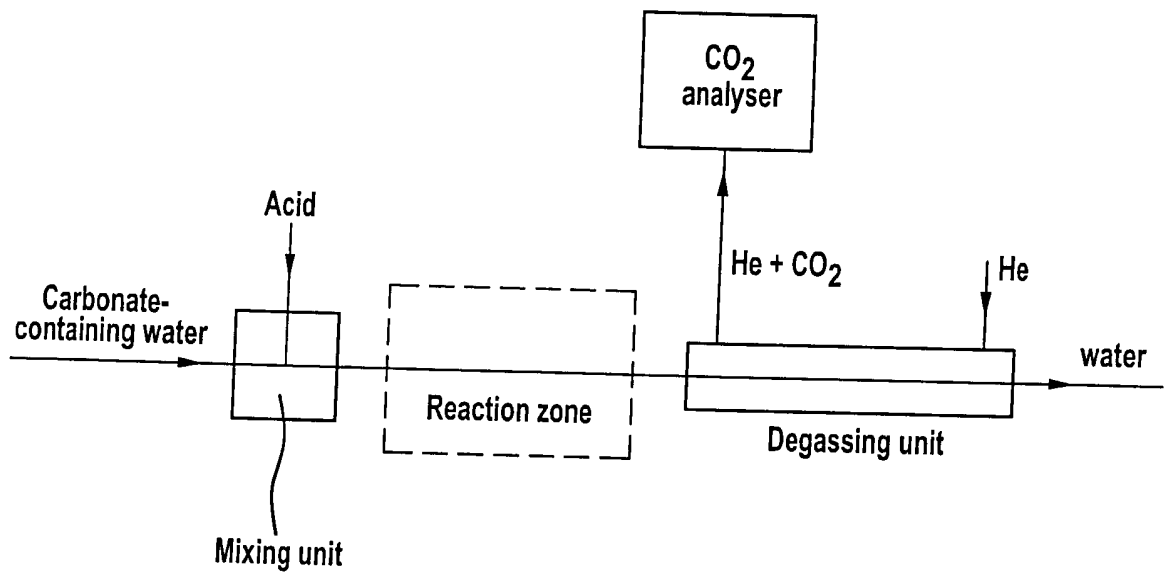 CO2
analyser
Acid
He + CO2
He
Carbonate-
containing water
water
Reaction zone
Degassing unit
Mixing unit